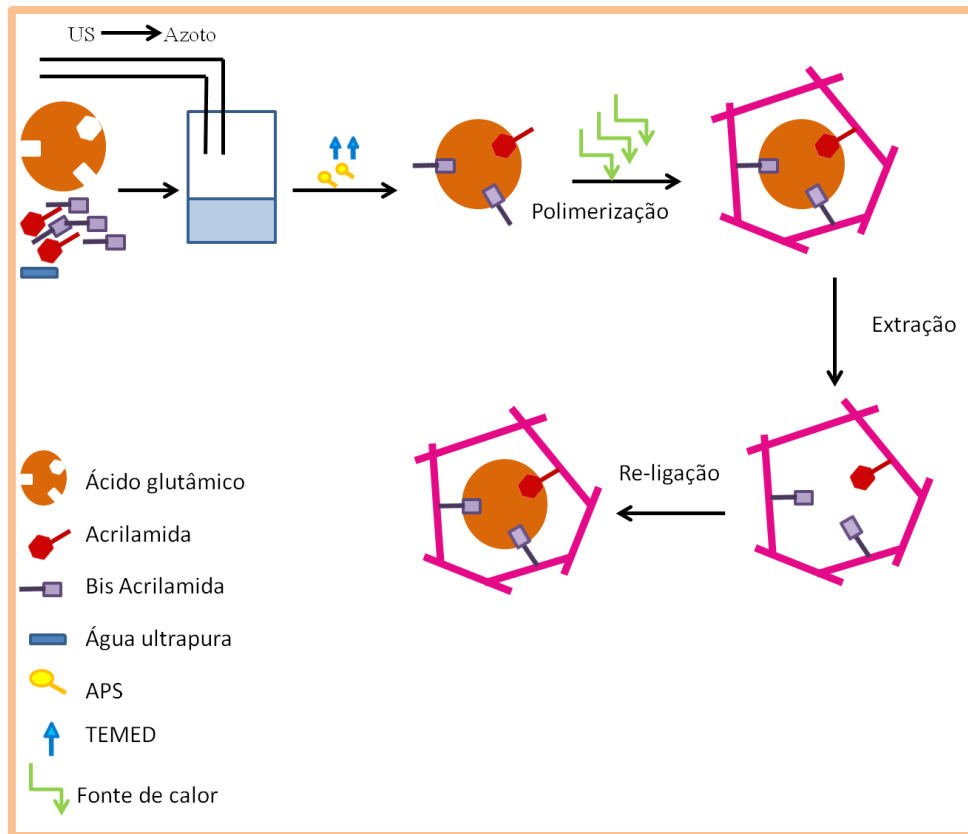 US → Azoto
Polimerização
Extração
Re-ligação
Ácido glutâmico
Acrilamida
Bis Acrilamida
Água ultrapura
APS
TEMED
Fonte de calor